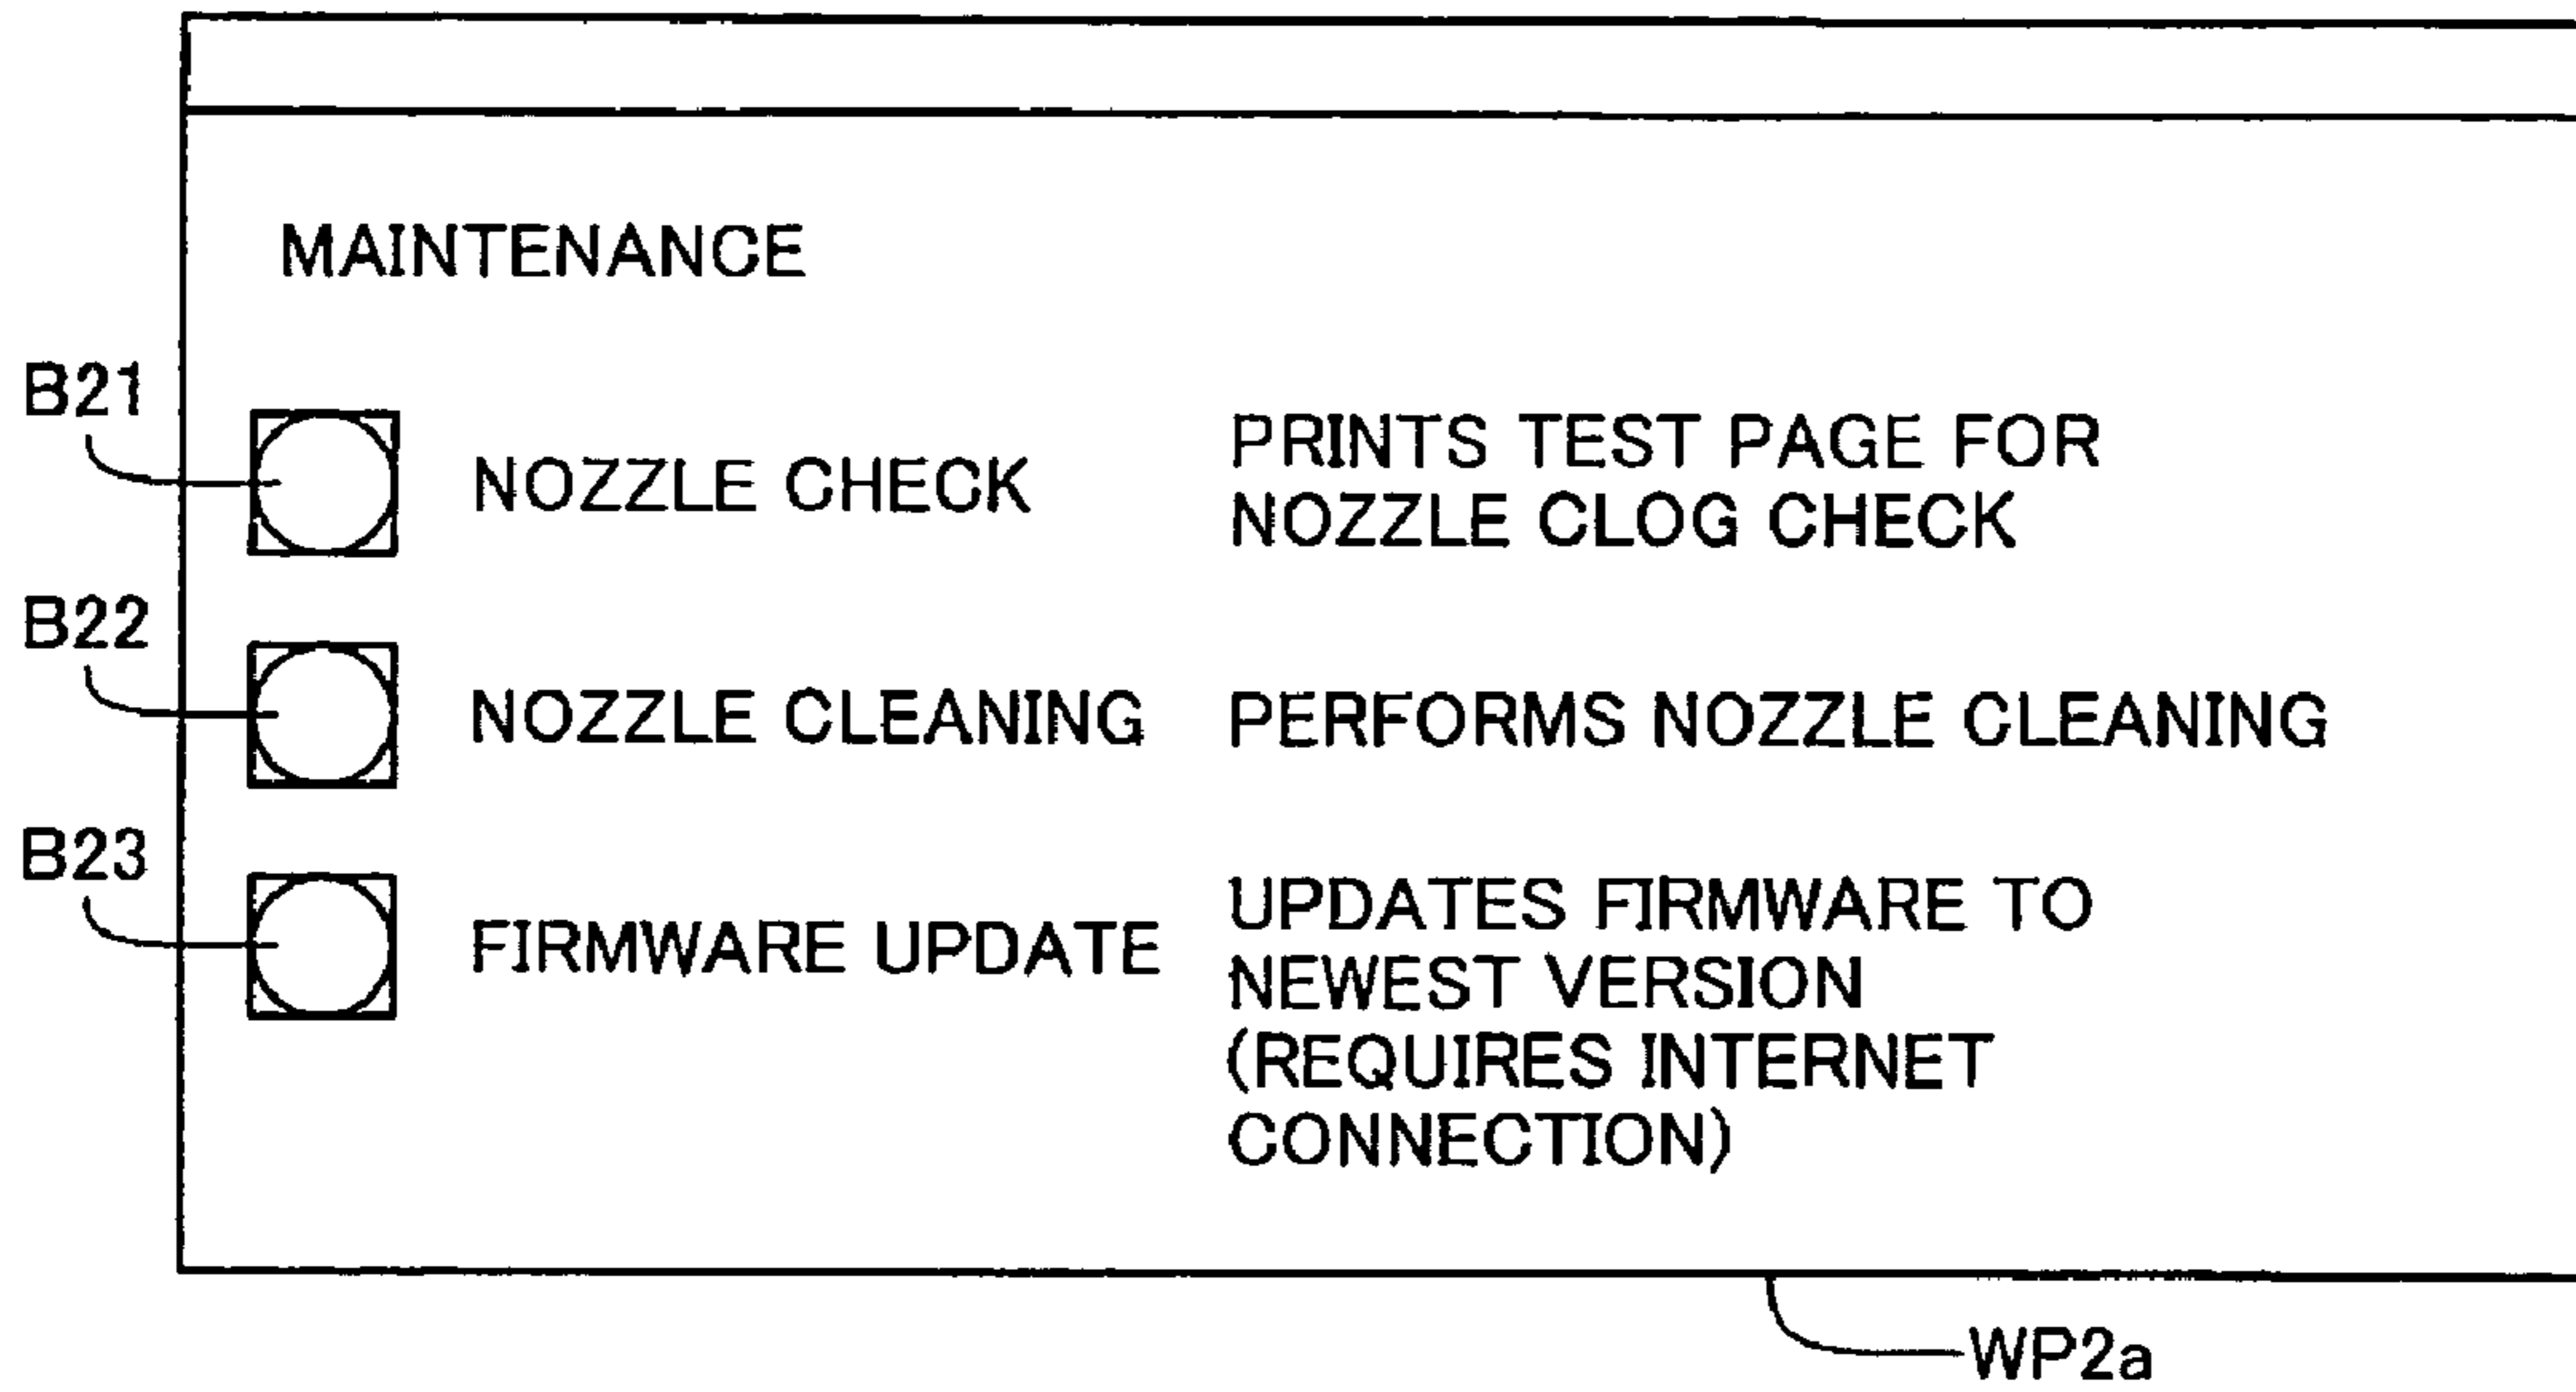 MAINTENANCE
B21
NOZZLE CHECK
PRINTS TEST PAGE FOR
NOZZLE CLOG CHECK
B22
NOZZLE CLEANING
PERFORMS NOZZLE CLEANING
B23
FIRMWARE UPDATE
UPDATES FIRMWARE TO
NEWEST VERSION
(REQUIRES INTERNET
CONNECTION)
WP2a